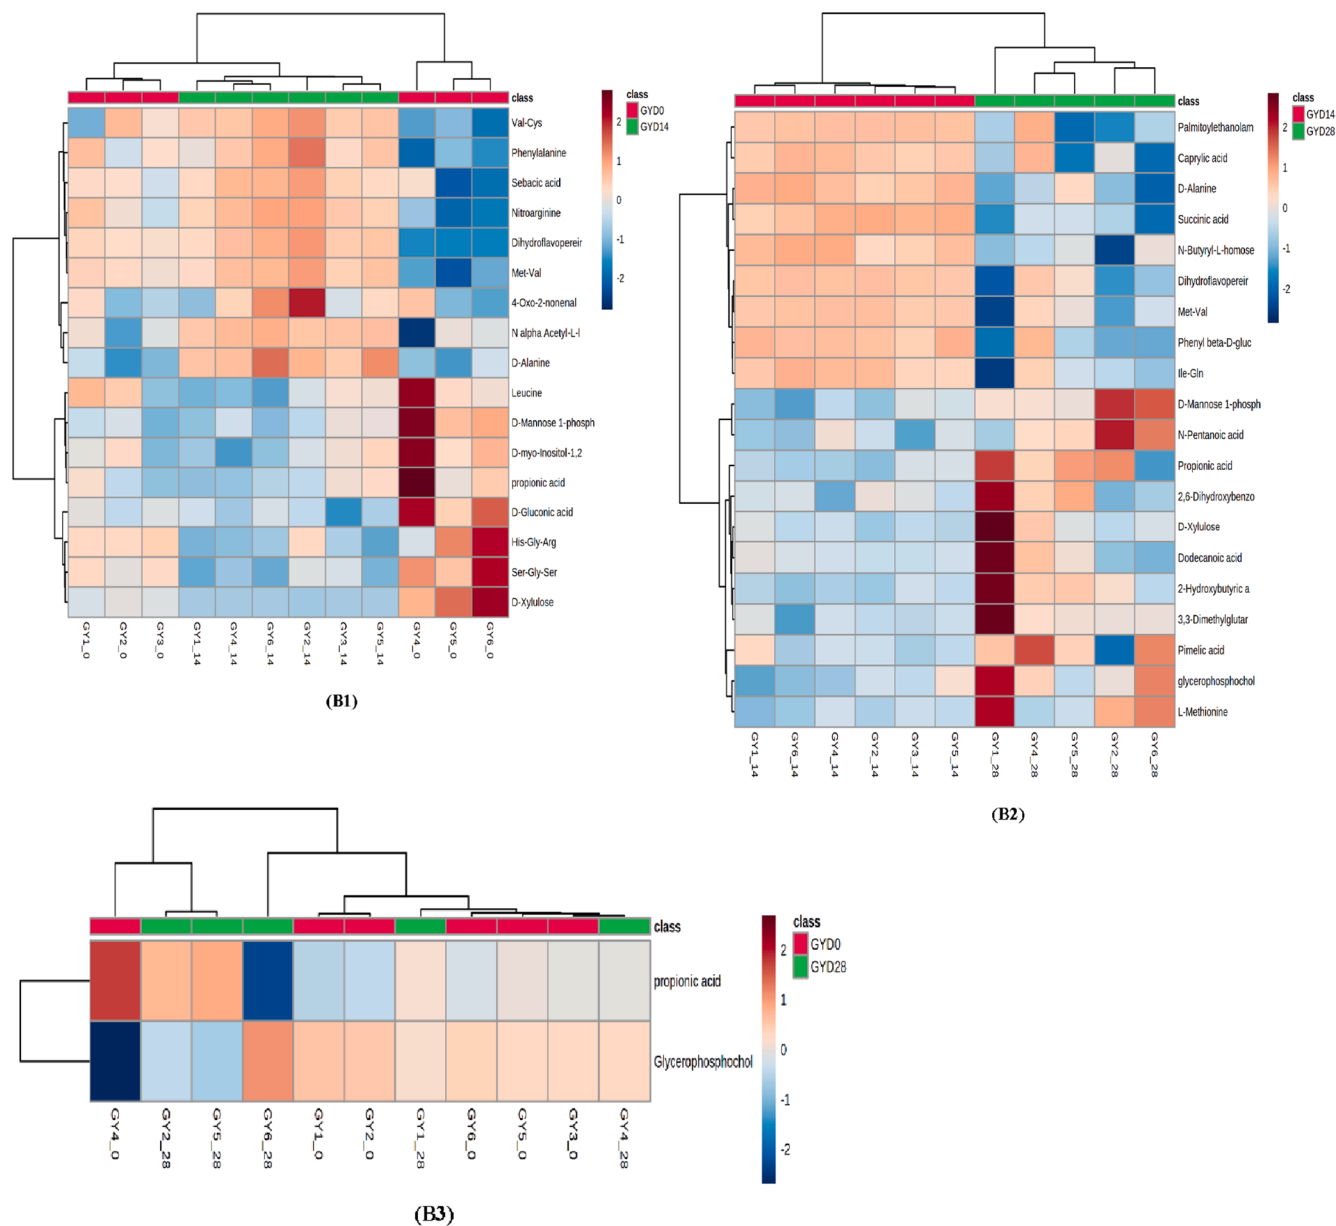 class
GYD0
GYD14
2
1
0
-1
-2
Val-Cys
Phenylalanine
Sebacic acid
Nitroarginine
Dihydroflavopereir
Met-Val
4-Oxo-2-nonenal
N alpha Acetyl-L-l
D-Alanine
Leucine
D-Mannose 1-phosph
D-myo-Inositol-1,2
propionic acid
D-Gluconic acid
His-Gly-Arg
Ser-Gly-Ser
D-Xylulose
GY1_0
GY2_0
GY3_0
GY1_14
GY4_14
GY6_14
GY2_14
GY3_14
GY5_14
GY4_0
GY5_0
GY6_0
class
(B1)
class
class
GYD14
GYD28
2
1
0
-1
-2
Palmitoylethanolam
Caprylic acid
D-Alanine
Succinic acid
N-Butyryl-L-homose
Dihydroflavopereir
Met-Val
Phenyl beta-D-gluc
Ile-Gln
D-Mannose 1-phosph
N-Pentanoic acid
Propionic acid
2,6-Dihydroxybenzo
D-Xylulose
Dodecanoic acid
2-Hydroxybutyric a
3,3-Dimethylglutar
Pimelic acid
glycerophosphochol
L-Methionine
GY1_14
GY6_14
GY4_14
GY2_14
GY3_14
GY5_14
GY1_28
GY4_28
GY5_28
GY2_28
GY6_28
(B2)
class
class
GYD0
GYD28
2
1
0
-1
-2
propionic acid
Glycerophosphochol
GY4_0
GY2_28
GY5_28
GY6_28
GY1_0
GY2_0
GY1_28
GY6_0
GY5_0
GY3_0
GY4_28
(B3)